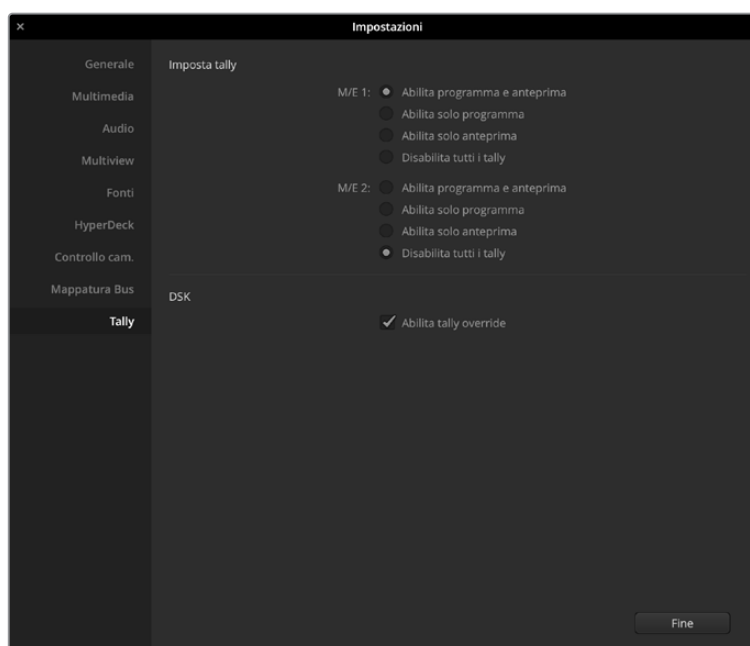 Impostazioni
Generale
Multimedia
Audio
Multiview
Fonti
HyperDeck
Controllo cam.
Mappatura Bus
Tally
Imposta tally
M/E 1: Abilita programma e anteprima
Abilita solo programma
Abilita solo anteprima
Disabilita tutti i tally
M/E 2: Abilita programma e anteprima
Abilita solo programma
Abilita solo anteprima
Disabilita tutti i tally
DSK
Abilita tally override
Fine